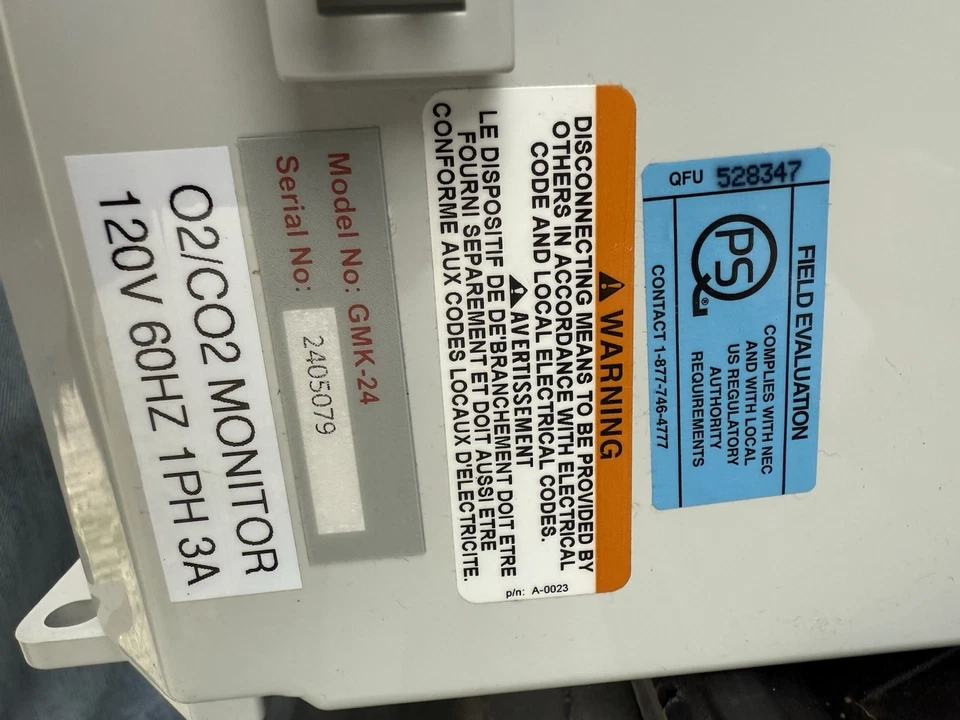 QFU 528347
PSQ®
FIELD EVALUATION
COMPLIES WITH NEC
AND WITH LOCAL
US REGULATORY
AUTHORITY
REQUIREMENTS
CONTACT 1-877-746-4777
WARNING
DISCONNECTING MEANS TO BE PROVIDED BY
OTHERS IN ACCORDANCE WITH ELECTRICAL
CODE AND LOCAL ELECTRICAL CODES.
AVERTISSEMENT
LE DISPOSITIF DE DE'BRANCHEMENT DOIT ETRE
FOURNI SEPAREMENT ET DOIT AUSSI ETRE
CONFORME AUX CODES LOCAUX D'ELECTRICITE.
p/n: A-0023
Model No: GMK-24
Serial No: 2405079
O2/CO2 MONITOR
120V 60HZ 1PH 3A